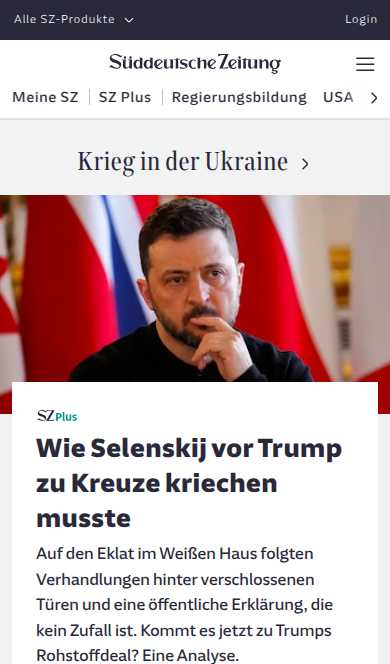 Alle SZ-Produkte
Login
Süddeutsche Zeitung
Meine SZ
SZ Plus
Regierungsbildung
USA
Krieg in der Ukraine
SZ Plus
Wie Selenskij vor Trump
zu Kreuze kriechen
musste
Auf den Eklat im Weißen Haus folgten
Verhandlungen hinter verschlossenen
Türen und eine öffentliche Erklärung, die
kein Zufall ist. Kommt es jetzt zu Trumps
Rohstoffdeal? Eine Analyse.